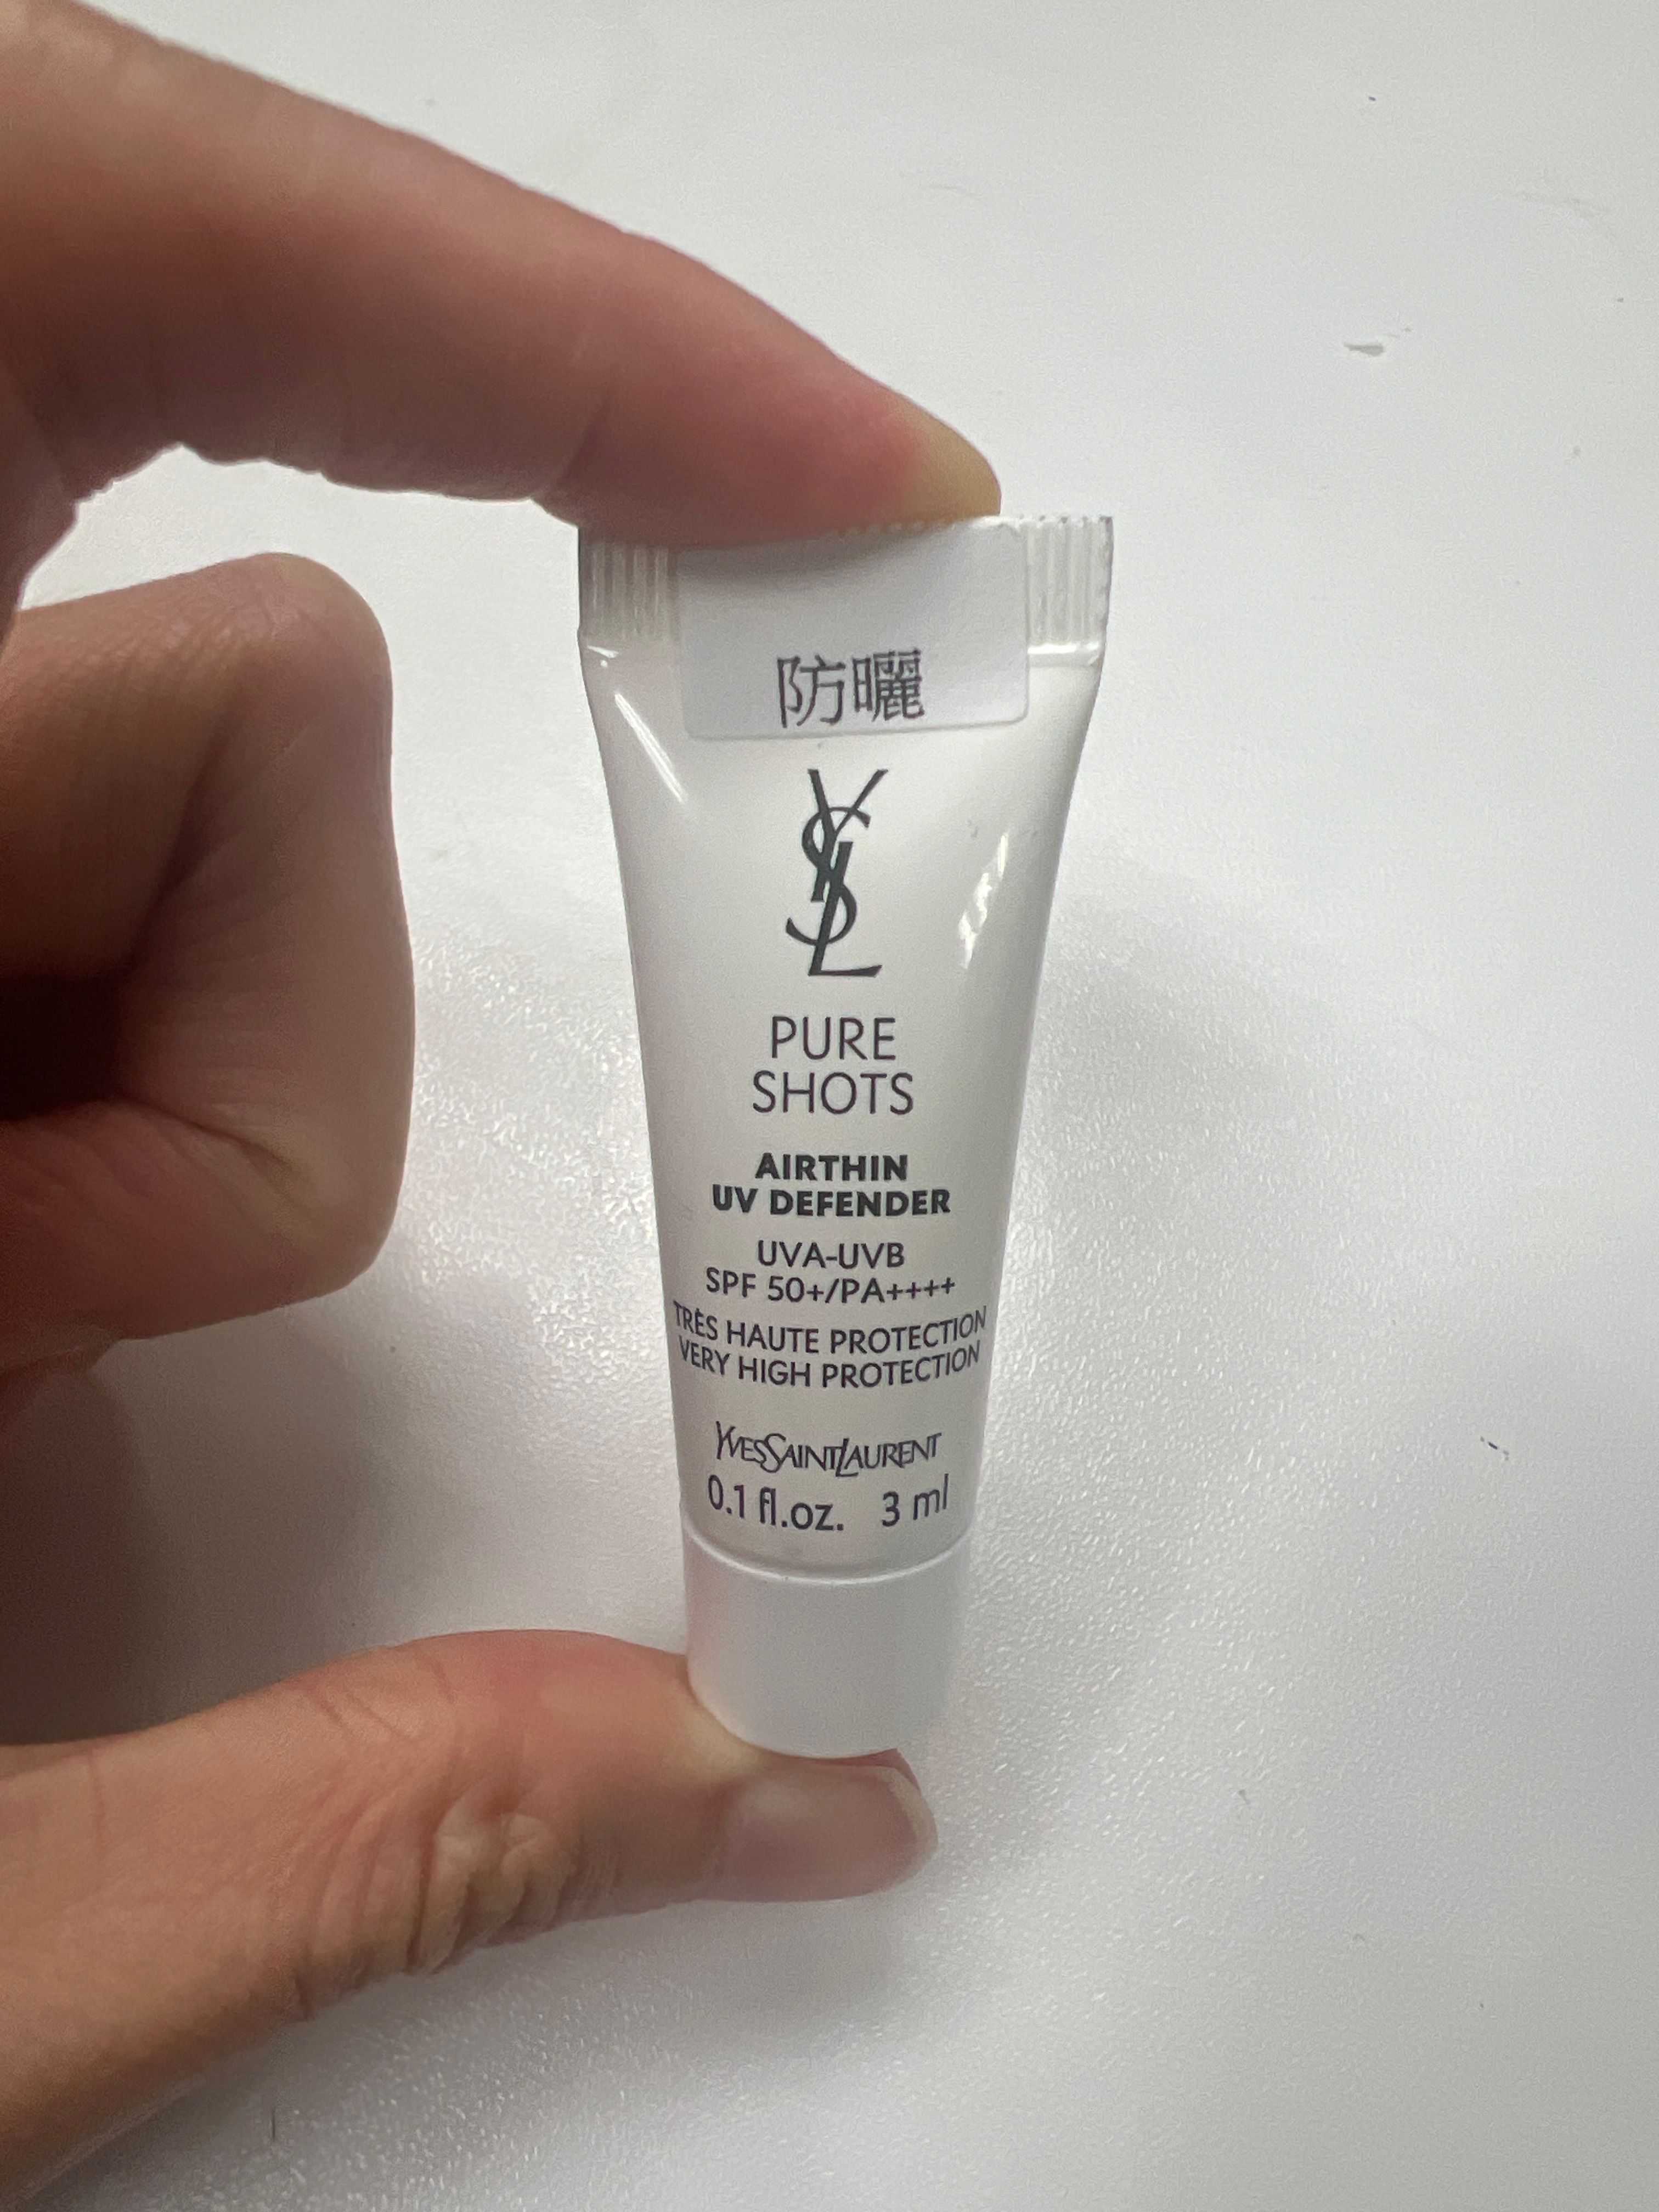 防曬
YSL
PURE
SHOTS
AIRTHIN
UV DEFENDER
UVA-UVB
SPF 50+/PA++++
TRÈS HAUTE PROTECTION
VERY HIGH PROTECTION
YVESSAINTLAURENT
0.1 fl.oz. 3 ml